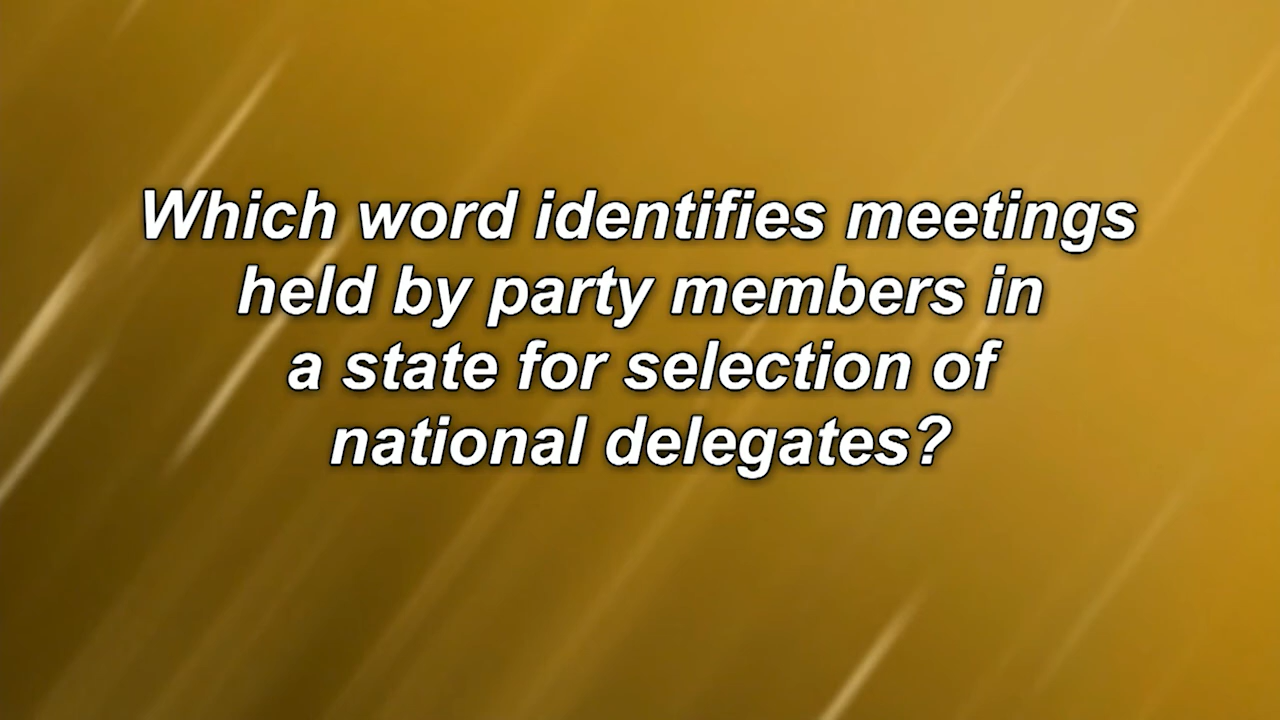 Which word identifies meetings
held by party members in
a state for selection of
national delegates?